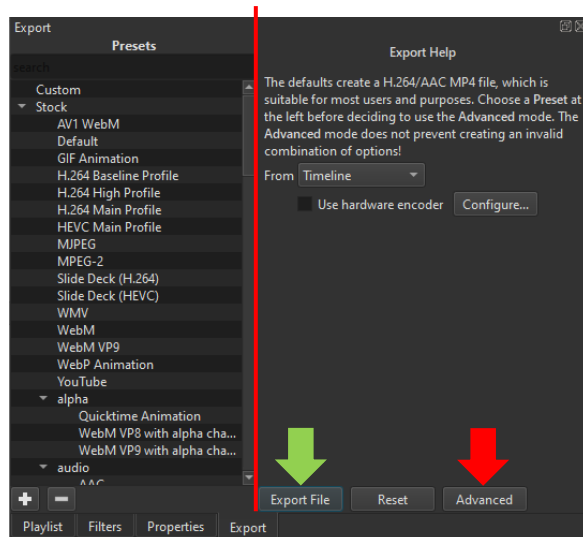 Export
Presets
search
Custom
Stock
AV1 WebM
Default
GIF Animation
H.264 Baseline Profile
H.264 High Profile
H.264 Main Profile
HEVC Main Profile
MJPEG
MPEG-2
Slide Deck (H.264)
Slide Deck (HEVC)
WMV
WebM
WebM VP9
WebP Animation
YouTube
alpha
Quicktime Animation
WebM VP8 with alpha cha...
WebM VP9 with alpha cha...
audio
AAC
Export Help
The defaults create a H.264/AAC MP4 file, which is
suitable for most users and purposes. Choose a Preset at
the left before deciding to use the Advanced mode. The
Advanced mode does not prevent creating an invalid
combination of options!
From Timeline
Use hardware encoder Configure...
Export File Reset Advanced
Playlist Filters Properties Export